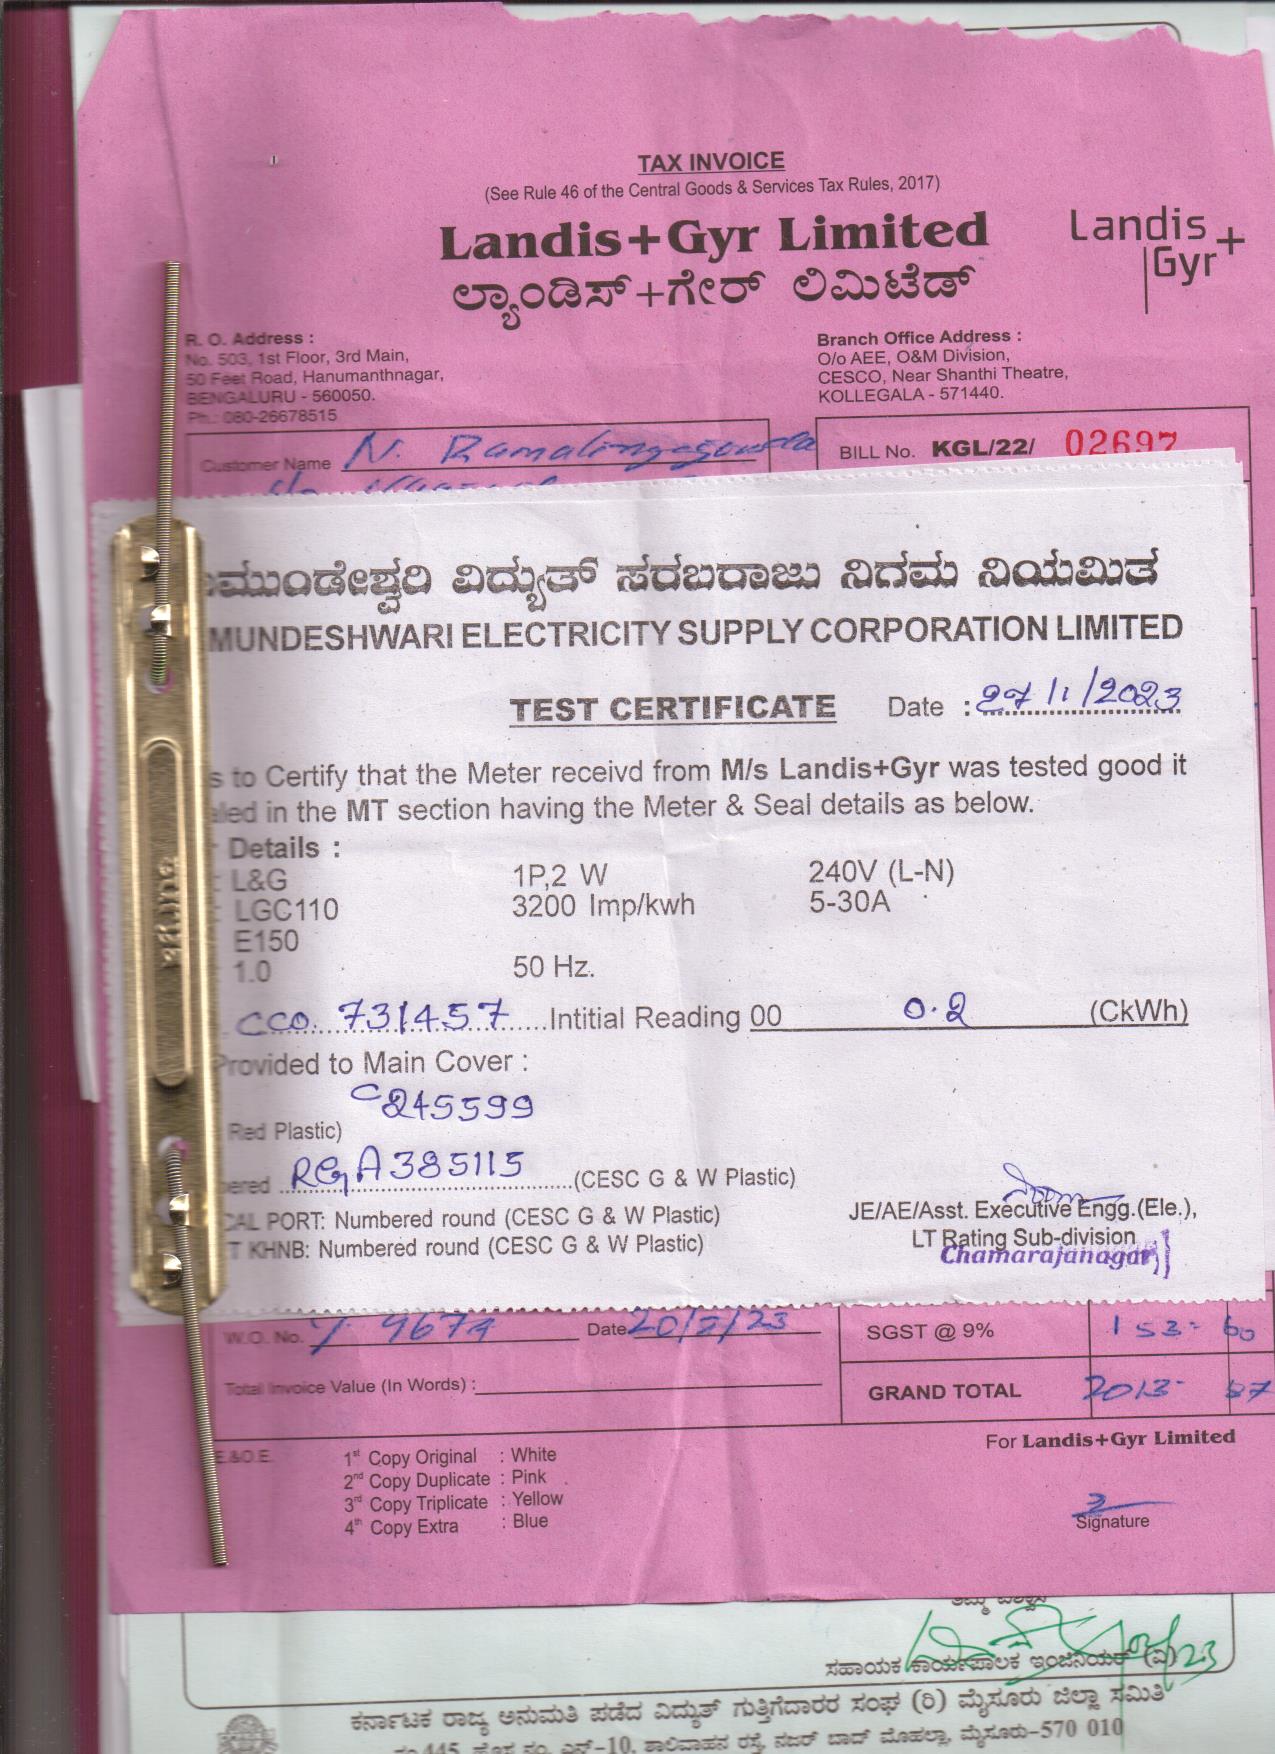 TAX INVOICE
(See Rule 46 of the Central Goods & Services Tax Rules, 2017)
Landis+Gyr Limited
ಲ್ಯಾಂಡಿಸ್+ಗೇರ್ ಲಿಮಿಟೆಡ್
Landis
Gyr+
R. O. Address :
No. 503, 1st Floor, 3rd Main,
50 Feet Road, Hanumanthnagar,
BENGALURU - 560050.
Ph.: 080-26678515
Branch Office Address :
O/o AEE, O&M Division,
CESCO, Near Shanthi Theatre,
KOLLEGALA - 571440.
Customer Name N. Ramalingegowda
BILL No. KGL/22/ 02697
ಮುಂಡೇಶ್ವರಿ ವಿದ್ಯುತ್ ಸರಬರಾಜು ನಿಗಮ ನಿಯಮಿತ
MUNDESHWARI ELECTRICITY SUPPLY CORPORATION LIMITED
TEST CERTIFICATE Date : 27/1/2023
s to Certify that the Meter receivd from M/s Landis+Gyr was tested good it
aled in the MT section having the Meter & Seal details as below.
Details :
: L&G 1P,2 W 240V (L-N)
: LGC110 3200 Imp/kwh 5-30A
E150
: 1.0 50 Hz.
CCO. 731457 Intitial Reading 00 0.2 (CkWh)
Provided to Main Cover :
C245599
Red Plastic)
ered RGA385115 (CESC G & W Plastic)
CAL PORT: Numbered round (CESC G & W Plastic)
T KHNB: Numbered round (CESC G & W Plastic)
JE/AE/Asst. Executive Engg.(Ele.),
LT Rating Sub-division
Chamarajanagar
W.O. No. 9674 Date 20/2/23
SGST @ 9% 153- 60
Total Invoice Value (In Words) :
GRAND TOTAL 2013-
E.&O.E.
1st Copy Original : White
2nd Copy Duplicate : Pink
3rd Copy Triplicate : Yellow
4th Copy Extra : Blue
For Landis+Gyr Limited
Signature
ಸಹಾಯಕ ಕಾರ್ಯಪಾಲಕ ಇಂಜಿನಿಯರ್ (ವಿ)
ಕರ್ನಾಟಕ ರಾಜ್ಯ ಅನುಮತಿ ಪಡೆದ ವಿದ್ಯುತ್ ಗುತ್ತಿಗೆದಾರರ ಸಂಘ (ರಿ) ಮೈಸೂರು ಜಿಲ್ಲಾ ಸಮಿತಿ
445, ಹೊಸ ನಂ. ಎನ್-10, ಶಾಲಿವಾಹನ ರಸ್ತೆ, ನಜರ್ ಬಾದ್ ಮೊಹಲ್ಲಾ, ಮೈಸೂರು-570 010